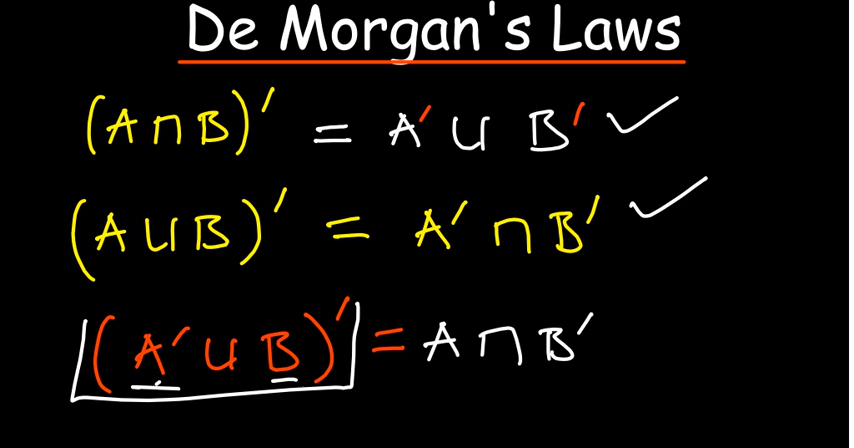 De Morgan's Laws
(A ∩ B)' = A' ∪ B' ✓
(A ∪ B)' = A' ∩ B' ✓
(A' ∪ B)' = A ∩ B'